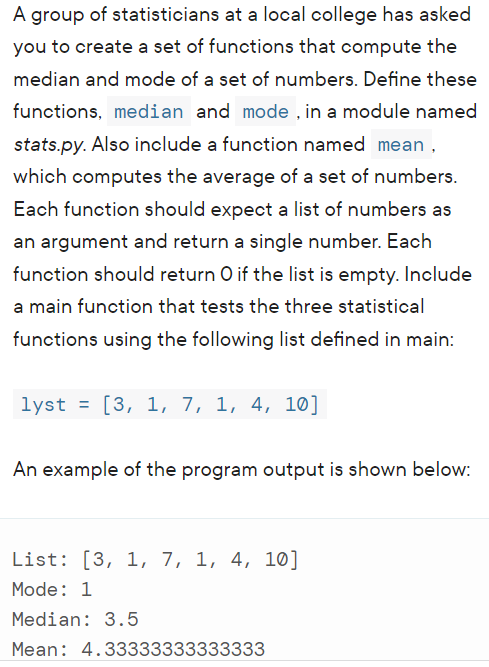 A group of statisticians at a local college has asked
you to create a set of functions that compute the
median and mode of a set of numbers. Define these
functions, median and mode , in a module named
stats.py. Also include a function named mean ,
which computes the average of a set of numbers.
Each function should expect a list of numbers as
an argument and return a single number. Each
function should return 0 if the list is empty. Include
a main function that tests the three statistical
functions using the following list defined in main:
lyst = [3, 1, 7, 1, 4, 10]
An example of the program output is shown below:
List: [3, 1, 7, 1, 4, 10]
Mode: 1
Median: 3.5
Mean: 4.33333333333333